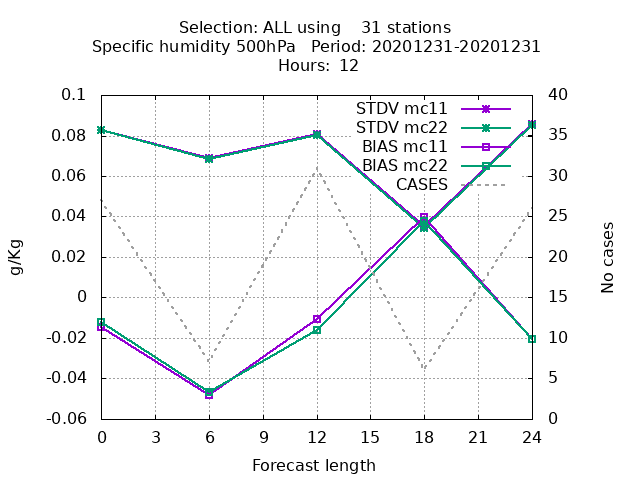 Selection: ALL using    31 stations
Specific humidity 500hPa   Period: 20201231-20201231
Hours:  12
STDV mc11
STDV mc22
BIAS mc11
BIAS mc22
CASES
g/Kg
0.1
0.08
0.06
0.04
0.02
0
-0.02
-0.04
-0.06
40
35
30
25
20
15
10
5
0
No cases
0 3 6 9 12 15 18 21 24
Forecast length